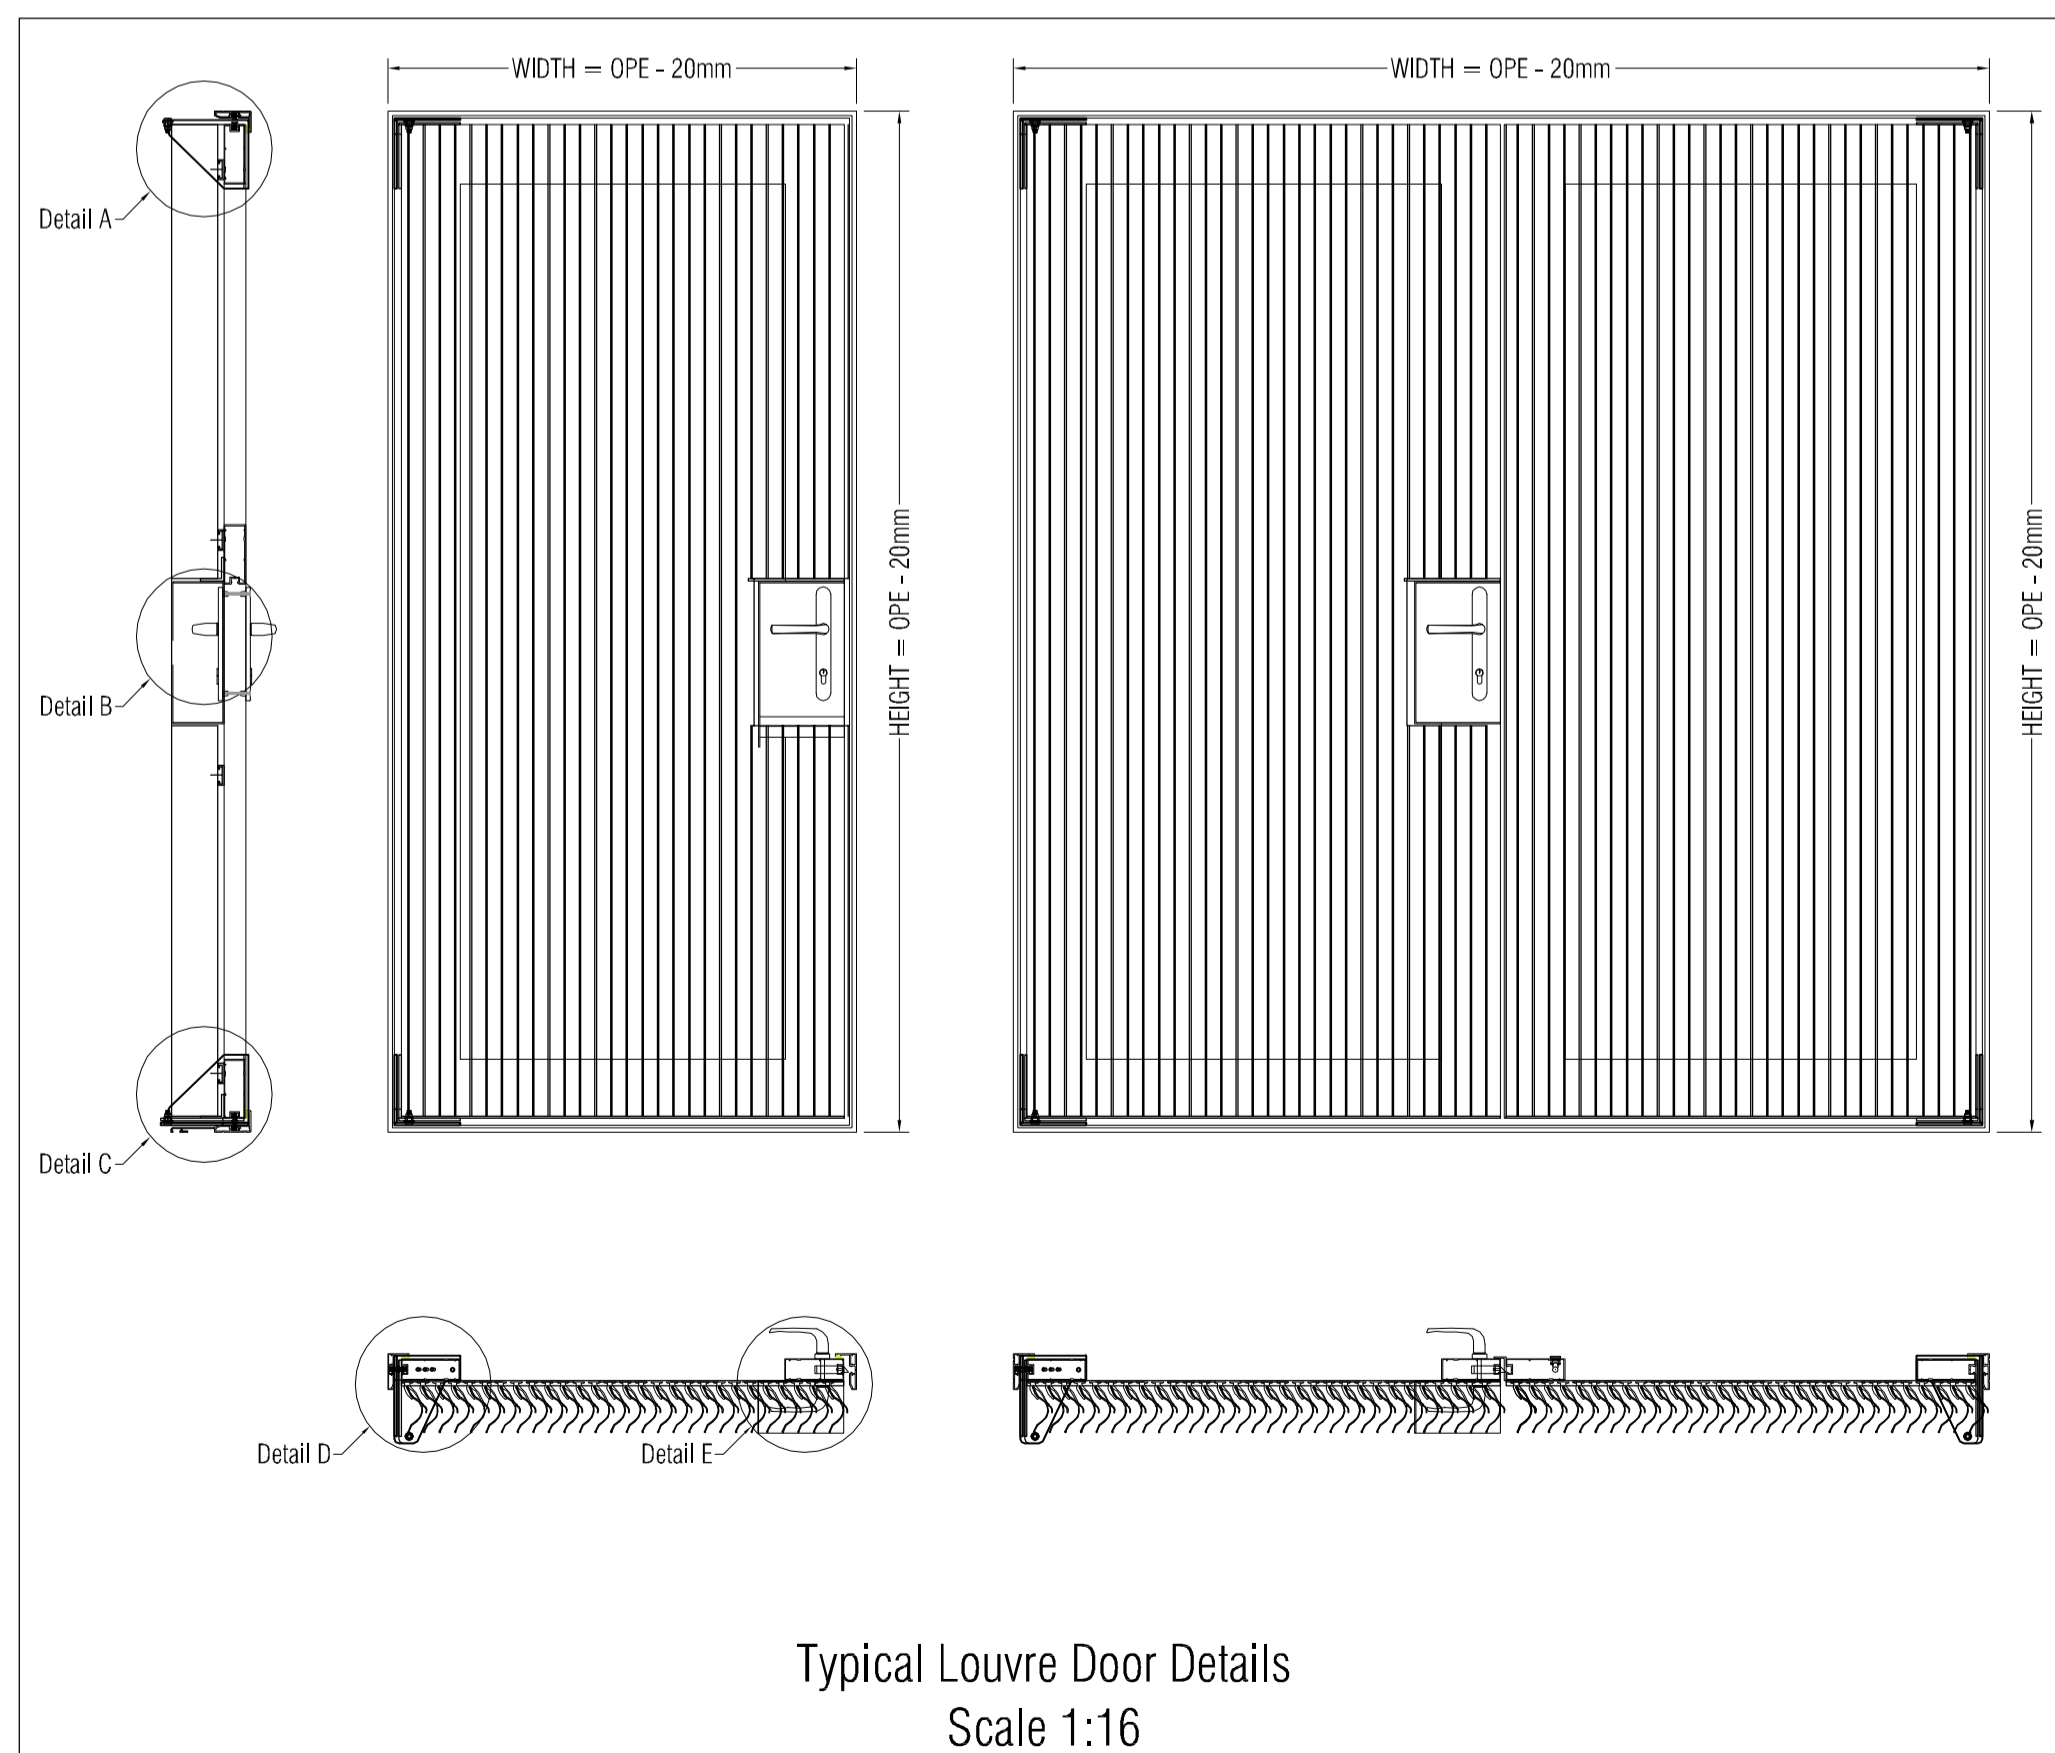 WIDTH = OPE - 20mm
WIDTH = OPE - 20mm
Detail A
HEIGHT = OPE - 20mm
HEIGHT = OPE - 20mm
Detail B
Detail C
Detail D
Detail E
Typical Louvre Door Details
Scale 1:16